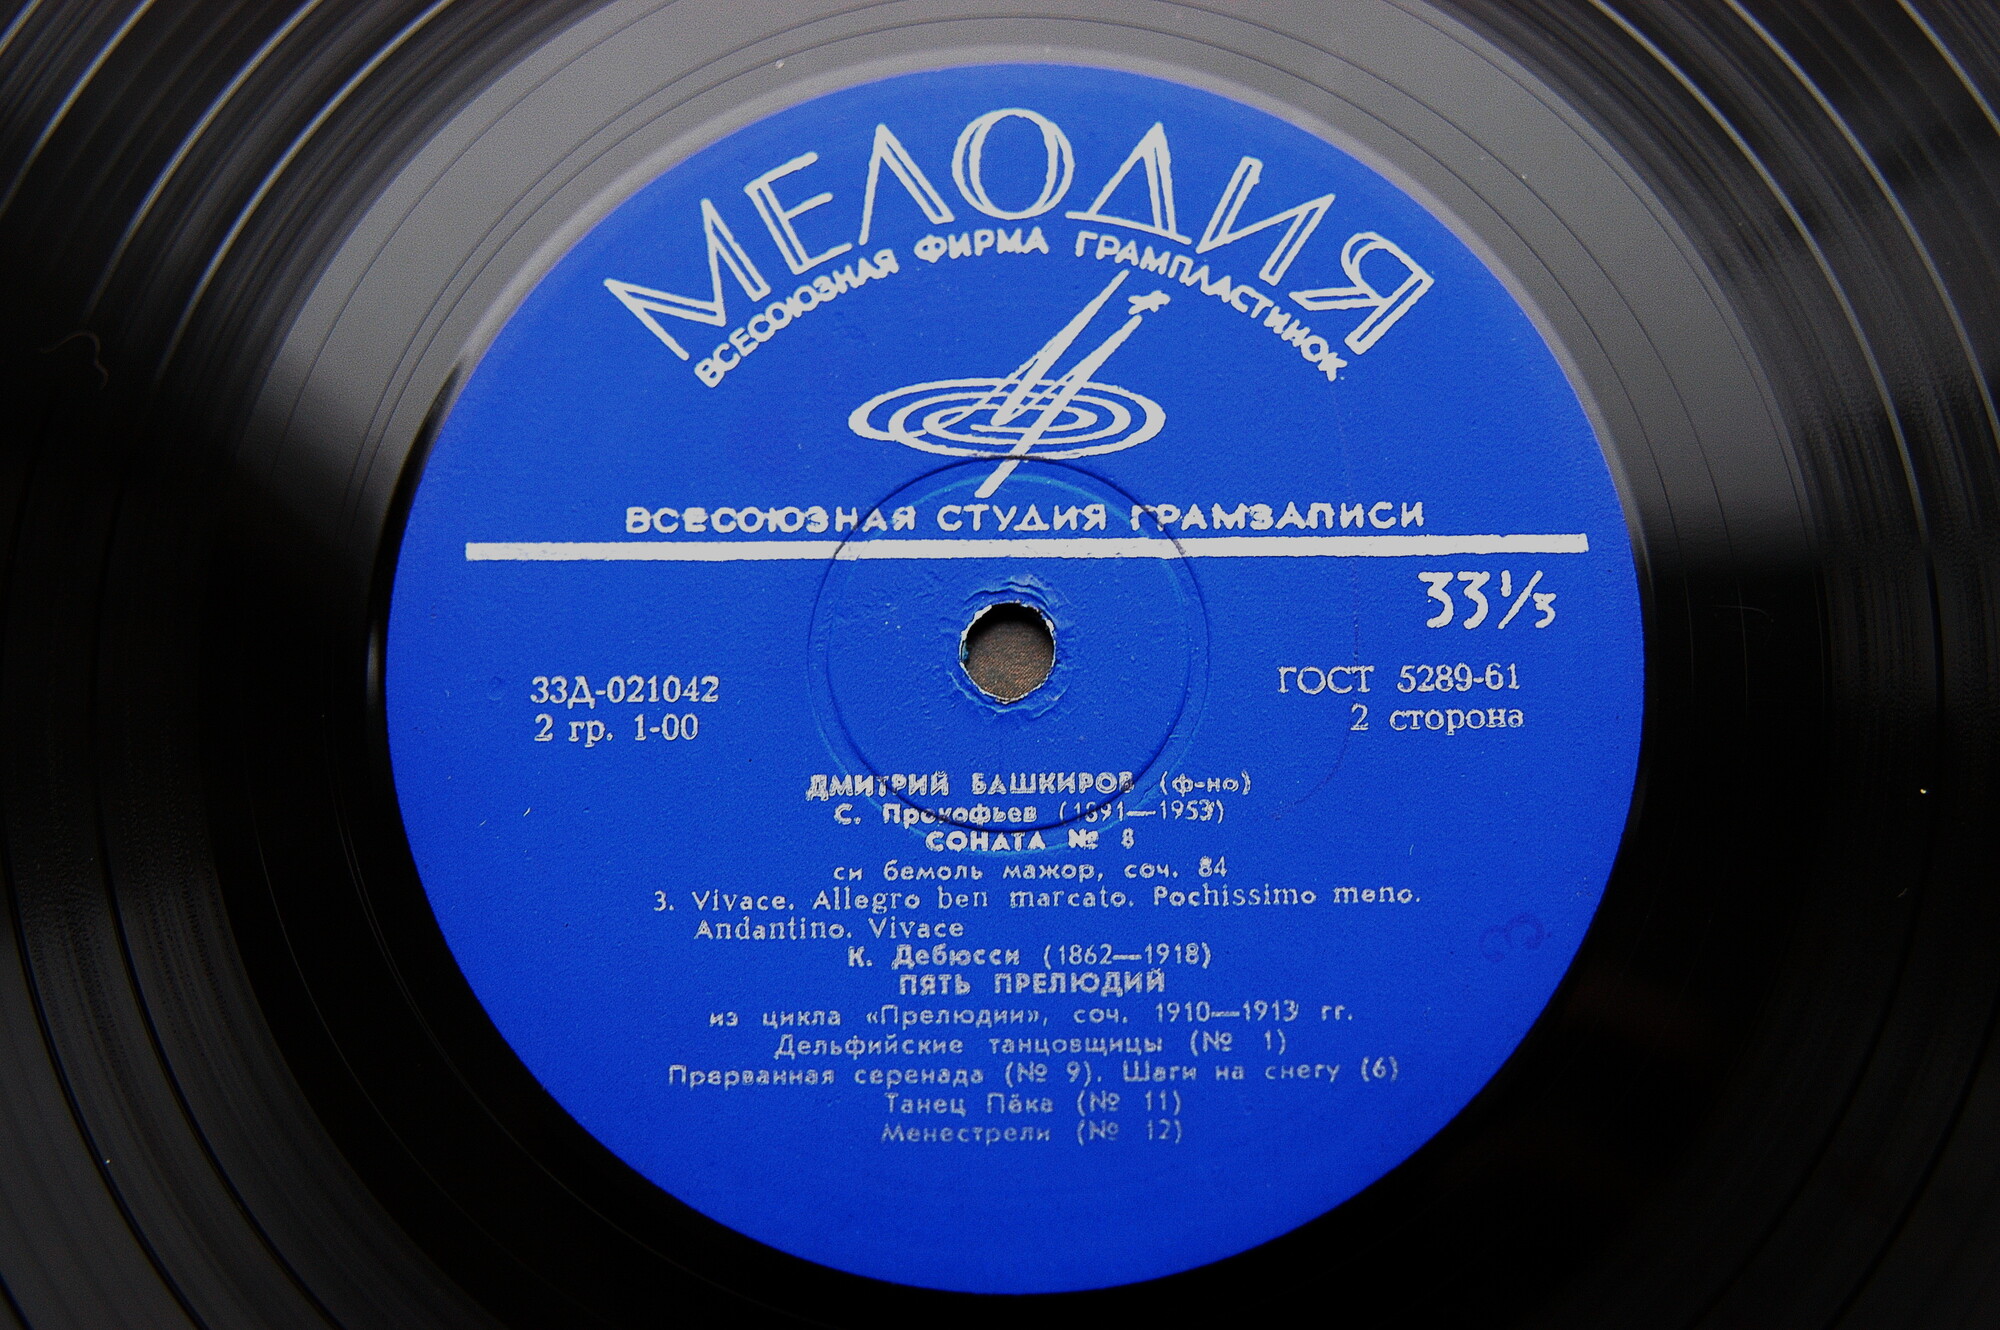 МЕЛОДИЯ
ВСЕСОЮЗНАЯ ФИРМА ГРАМПЛАСТИНОК
ВСЕСОЮЗНАЯ СТУДИЯ ГРАМЗАПИСИ
33⅓
33Д-021042
ГОСТ 5289-61
2 гр. 1-00
2 сторона
ДМИТРИЙ БАШКИРОВ (ф-но)
С. Прокофьев (1891—1953)
СОНАТА № 8
си бемоль мажор, соч. 84
3. Vivace. Allegro ben marcato. Pochissimo meno.
Andantino. Vivace
К. Дебюсси (1862—1918)
ПЯТЬ ПРЕЛЮДИЙ
из цикла «Прелюдии», соч. 1910—1913 гг.
Дельфийские танцовщицы (№ 1)
Прерванная серенада (№ 9). Шаги на снегу (6)
Танец Пёка (№ 11)
Менестрели (№ 12)